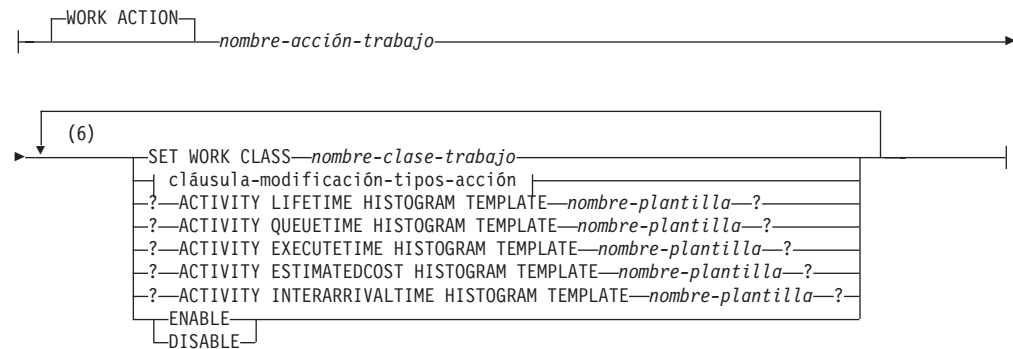 WORK ACTION
nombre-acción-trabajo
(6)
SET WORK CLASS nombre-clase-trabajo
cláusula-modificación-tipos-acción
? ACTIVITY LIFETIME HISTOGRAM TEMPLATE nombre-plantilla ?
? ACTIVITY QUEUETIME HISTOGRAM TEMPLATE nombre-plantilla ?
? ACTIVITY EXECUTETIME HISTOGRAM TEMPLATE nombre-plantilla ?
? ACTIVITY ESTIMATEDCOST HISTOGRAM TEMPLATE nombre-plantilla ?
? ACTIVITY INTERARRIVALTIME HISTOGRAM TEMPLATE nombre-plantilla ?
ENABLE
DISABLE